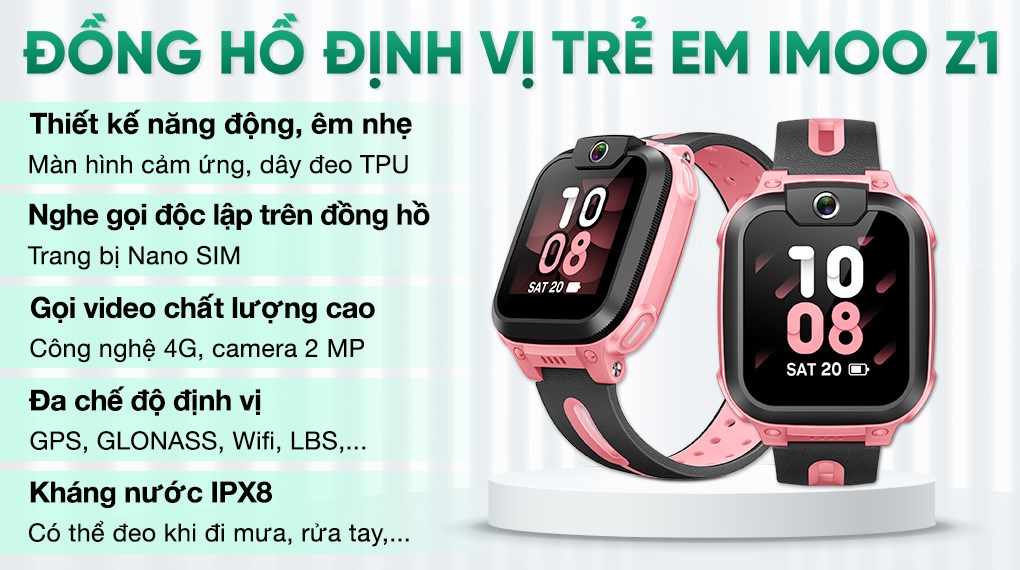 ĐỒNG HỒ ĐỊNH VỊ TRẺ EM IMOO Z1
Thiết kế năng động, êm nhẹ
Màn hình cảm ứng, dây đeo TPU
Nghe gọi độc lập trên đồng hồ
Trang bị Nano SIM
Gọi video chất lượng cao
Công nghệ 4G, camera 2 MP
Đa chế độ định vị
GPS, GLONASS, Wifi, LBS,...
Kháng nước IPX8
Có thể đeo khi đi mưa, rửa tay,...
10
08
SAT 20
10
08
SAT 20